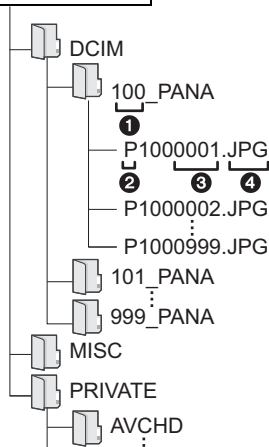 DCIM
100_PANA
❶
P1000001.JPG
❷ ❸ ❹
P1000002.JPG
P1000999.JPG
101_PANA
999_PANA
MISC
PRIVATE
AVCHD